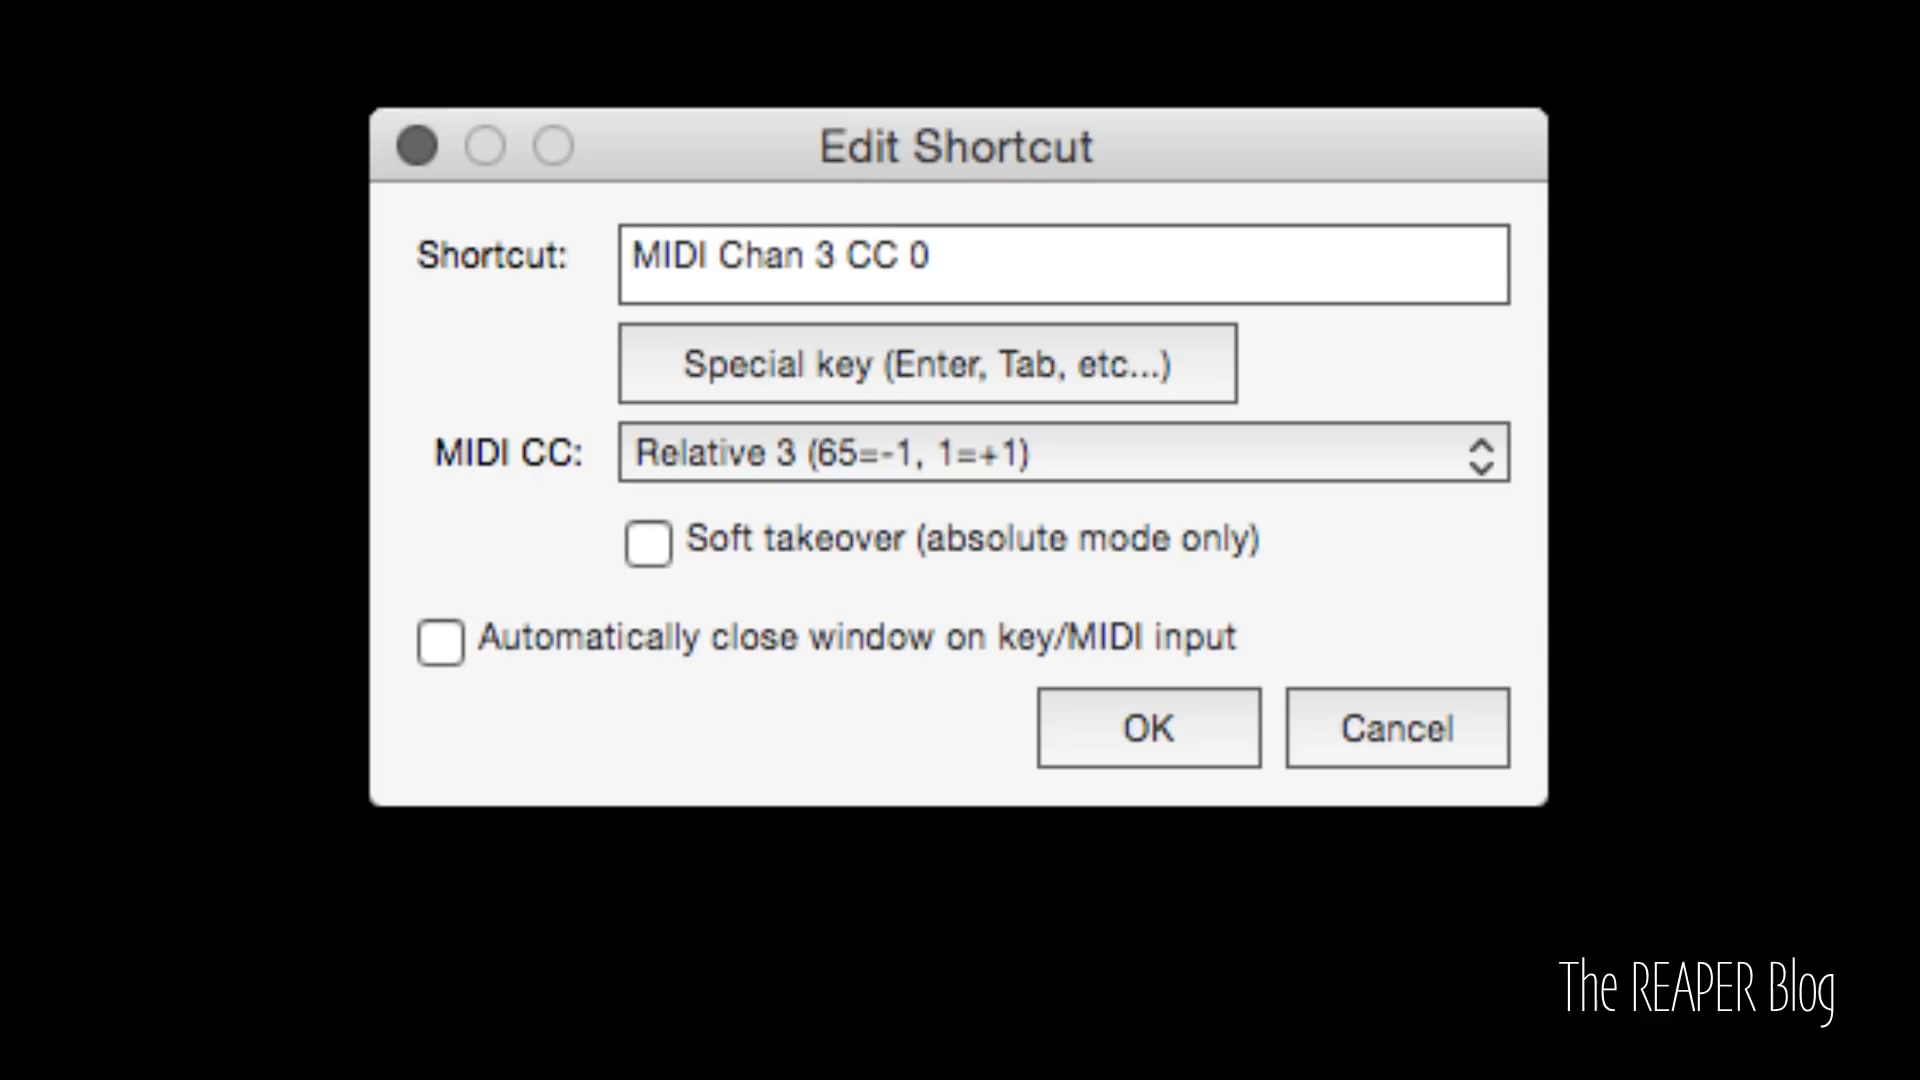 Edit Shortcut
Shortcut: MIDI Chan 3 CC 0
Special key (Enter, Tab, etc...)
MIDI CC: Relative 3 (65=-1, 1=+1)
Soft takeover (absolute mode only)
Automatically close window on key/MIDI input
OK Cancel
The REAPER Blog